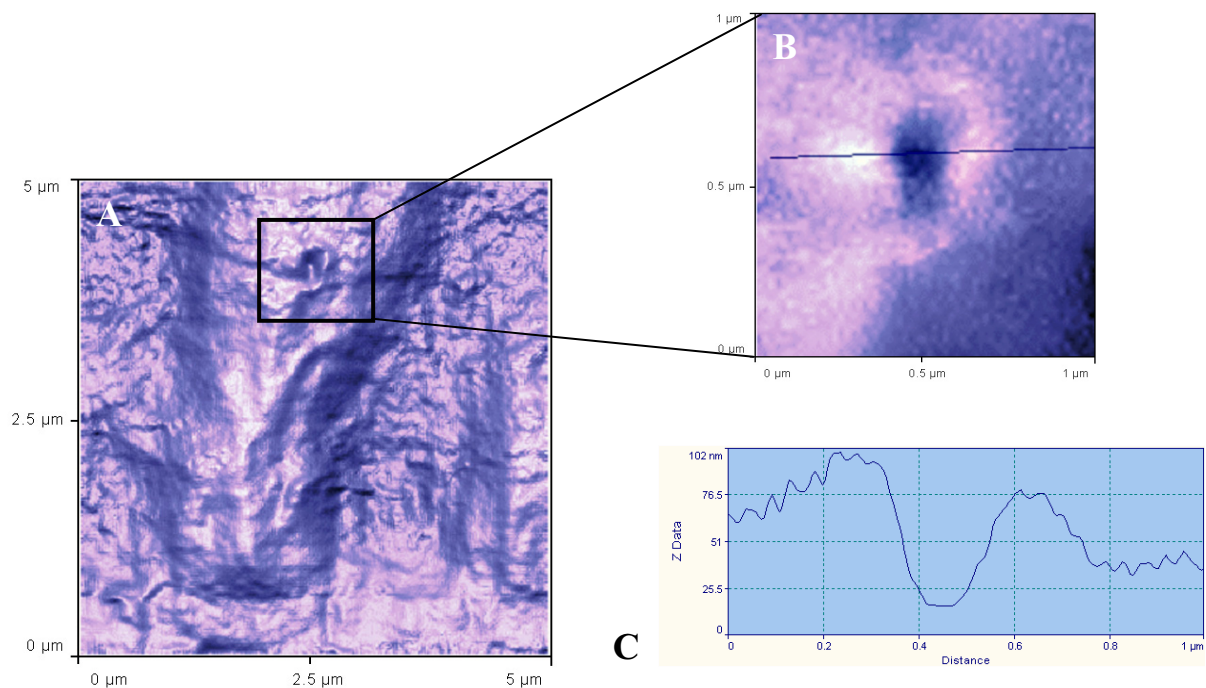 A
5 µm
2.5 µm
0 µm
0 µm 2.5 µm 5 µm
B
1 µm
0.5 µm
0 µm
0 µm 0.5 µm 1 µm
C
102 nm
76.5
51
25.5
0
Z Data
0 0.2 0.4 0.6 0.8 1 µm
Distance